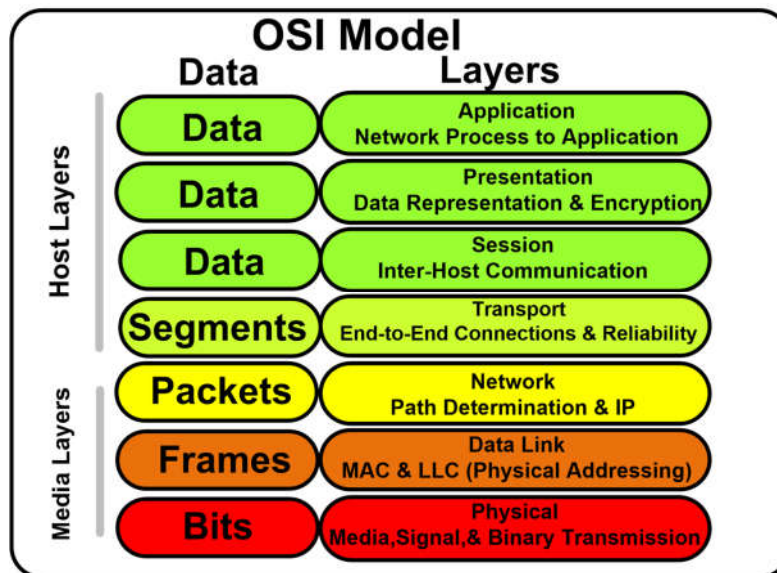 OSI Model
Data Layers
Host Layers
Data
Application
Network Process to Application
Data
Presentation
Data Representation & Encryption
Data
Session
Inter-Host Communication
Segments
Transport
End-to-End Connections & Reliability
Media Layers
Packets
Network
Path Determination & IP
Frames
Data Link
MAC & LLC (Physical Addressing)
Bits
Physical
Media,Signal,& Binary Transmission